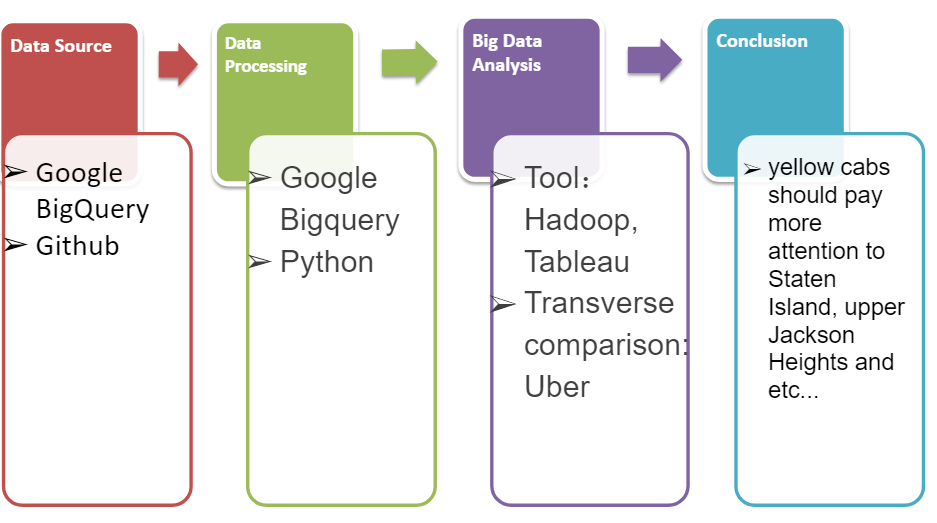 Data Source
➢ Google
BigQuery
➢ Github
Data
Processing
➢ Google
Bigquery
➢ Python
Big Data
Analysis
➢ Tool：
Hadoop,
Tableau
➢ Transverse
comparison:
Uber
Conclusion
➢ yellow cabs
should pay
more
attention to
Staten
Island, upper
Jackson
Heights and
etc...